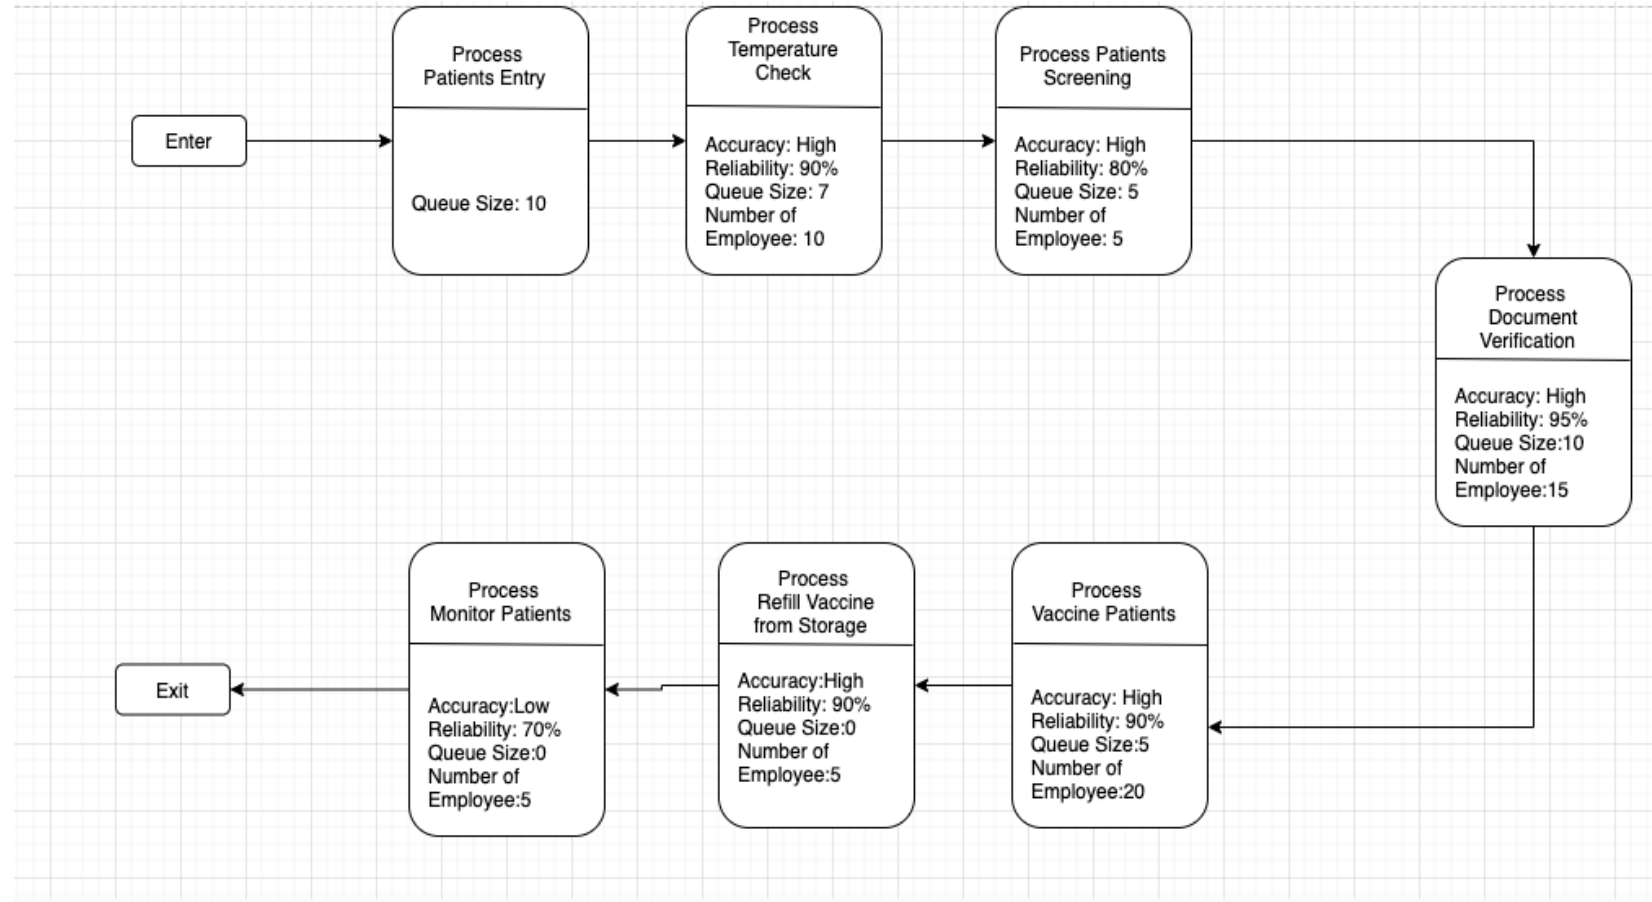 Enter
Process
Patients Entry
Queue Size: 10
Process
Temperature
Check
Accuracy: High
Reliability: 90%
Queue Size: 7
Number of
Employee: 10
Process Patients
Screening
Accuracy: High
Reliability: 80%
Queue Size: 5
Number of
Employee: 5
Process
Document
Verification
Accuracy: High
Reliability: 95%
Queue Size:10
Number of
Employee:15
Process
Vaccine Patients
Accuracy: High
Reliability: 90%
Queue Size:5
Number of
Employee:20
Process
Refill Vaccine
from Storage
Accuracy:High
Reliability: 90%
Queue Size:0
Number of
Employee:5
Process
Monitor Patients
Accuracy:Low
Reliability: 70%
Queue Size:0
Number of
Employee:5
Exit